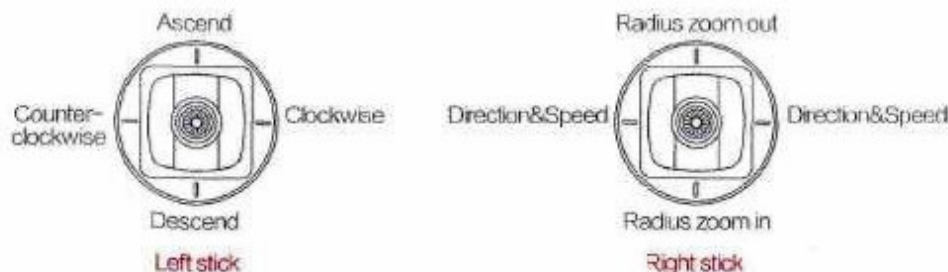 Ascend
Counter-
clockwise
Clockwise
Descend
Left stick
Radius zoom out
Direction&Speed
Direction&Speed
Radius zoom in
Right stick